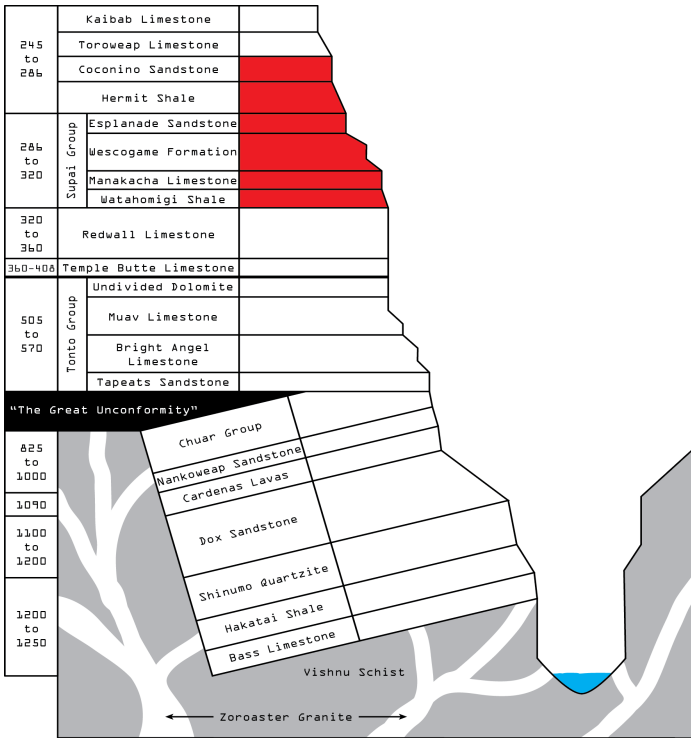 Kaibab Limestone
245
to
286
Toroweap Limestone
Coconino Sandstone
Hermit Shale
286
to
320
Supai Group
Esplanade Sandstone
Wescogame Formation
Manakacha Limestone
Watahomigi Shale
320
to
360
Redwall Limestone
360-408
Temple Butte Limestone
505
to
570
Tonto Group
Undivided Dolomite
Muav Limestone
Bright Angel
Limestone
Tapeats Sandstone
"The Great Unconformity"
825
to
1000
1090
1100
to
1200
1200
to
1250
Chuar Group
Nankoweap Sandstone
Cardenas Lavas
Dox Sandstone
Shinumo Quartzite
Hakatai Shale
Bass Limestone
Vishnu Schist
Zoroaster Granite